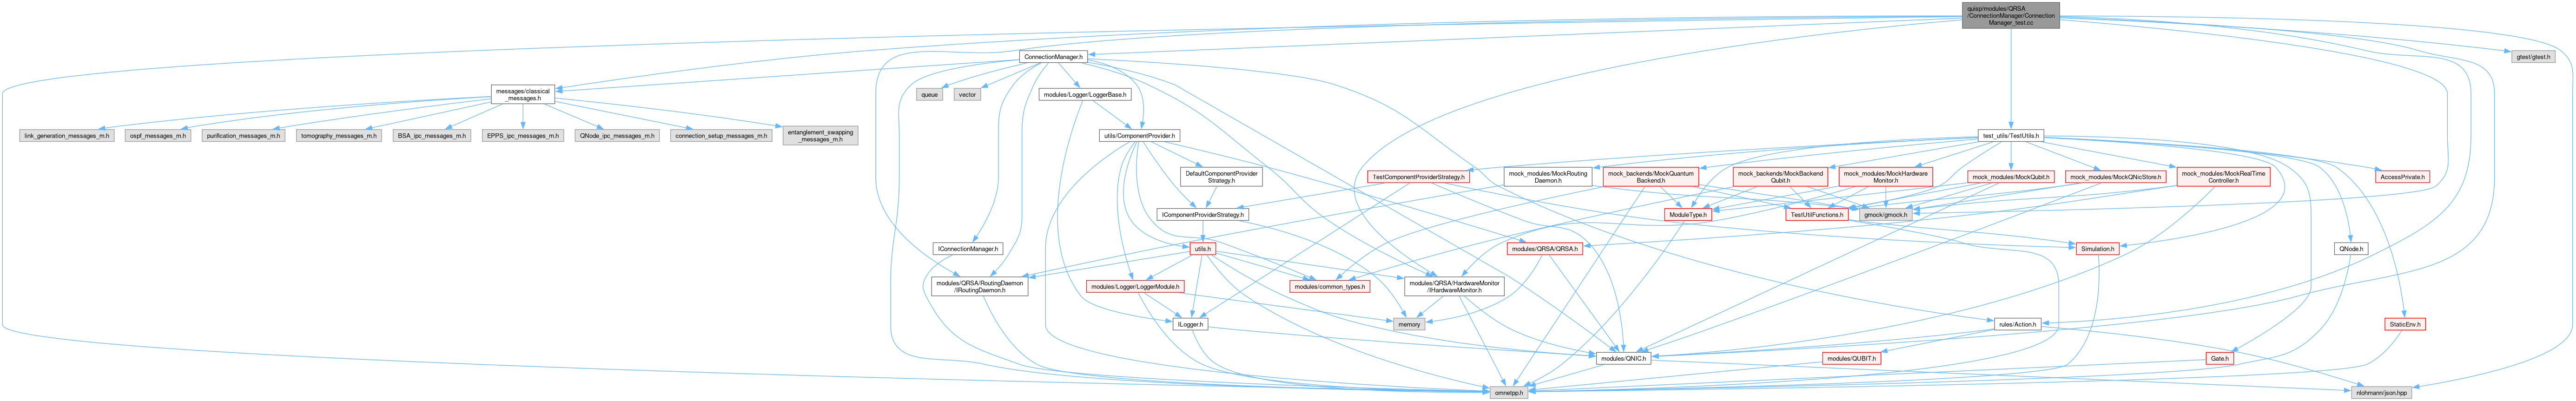 quisp/modules/QRSA
/ConnectionManager/Connection
Manager_test.cc
ConnectionManager.h
gtest/gtest.h
messages/classical
_messages.h
queue
vector
modules/Logger/LoggerBase.h
link_generation_messages_m.h
ospf_messages_m.h
purification_messages_m.h
tomography_messages_m.h
BSA_ipc_messages_m.h
EPPS_ipc_messages_m.h
QNode_ipc_messages_m.h
connection_setup_messages_m.h
entanglement_swapping
_messages_m.h
utils/ComponentProvider.h
test_utils/TestUtils.h
DefaultComponentProvider
Strategy.h
TestComponentProviderStrategy.h
mock_modules/MockRouting
Daemon.h
mock_backends/MockQuantum
Backend.h
mock_backends/MockBackend
Qubit.h
mock_modules/MockHardware
Monitor.h
mock_modules/MockQubit.h
mock_modules/MockQNicStore.h
mock_modules/MockRealTime
Controller.h
AccessPrivate.h
IComponentProviderStrategy.h
ModuleType.h
TestUtilFunctions.h
gmock/gmock.h
IConnectionManager.h
utils.h
modules/QRSA/QRSA.h
Simulation.h
QNode.h
modules/QRSA/RoutingDaemon
/IRoutingDaemon.h
modules/Logger/LoggerModule.h
modules/common_types.h
modules/QRSA/HardwareMonitor
/IHardwareMonitor.h
ILogger.h
memory
rules/Action.h
StaticEnv.h
modules/QNIC.h
modules/QUBIT.h
Gate.h
omnetpp.h
nlohmann/json.hpp